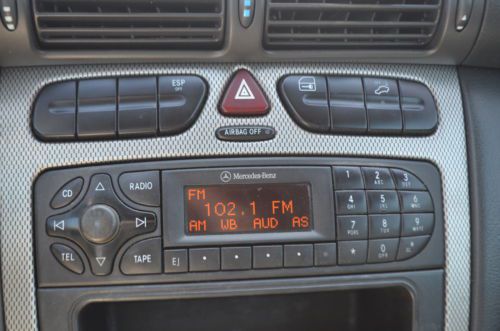 ESP
OFF
AIRBAG OFF
Mercedes-Benz
CD
RADIO
FM
102.1 FM
AM WB AUD AS
TEL
TAPE
EJ
1
2 ABC
3 DEF
4 GHI
5 JKL
6 MNO
7 PQRS
8 TUV
9 WXYZ
*
0
#